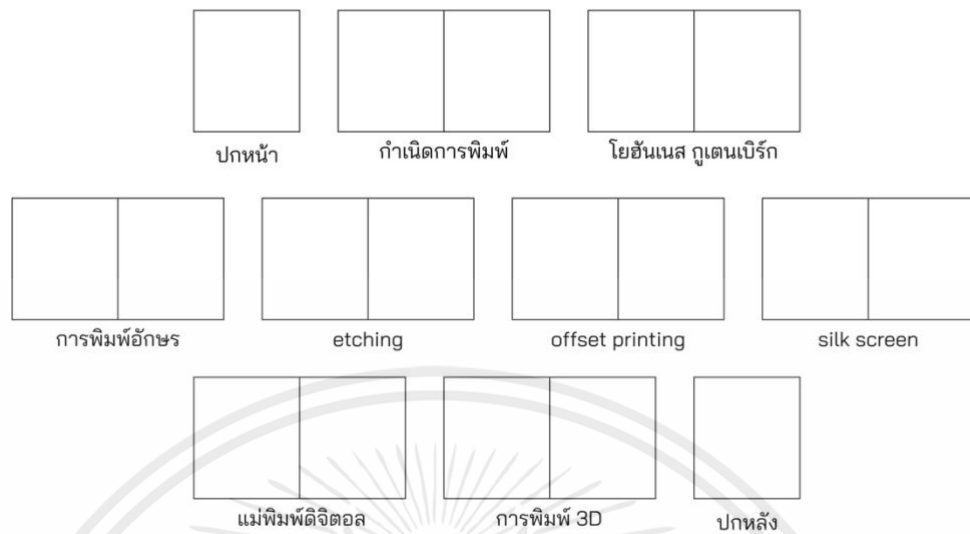 ปกหน้า
กำเนิดการพิมพ์
โยฮันเนส กูเตนเบิร์ก
การพิมพ์อักษร
etching
offset printing
silk screen
แม่พิมพ์ดิจิตอล
การพิมพ์ 3D
ปกหลัง